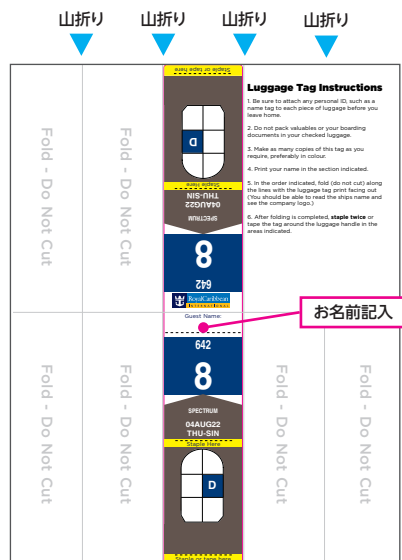 山折り 山折り 山折り 山折り
Staple or tape here
D
Staple Here
THU-SIN
04AUG22
SPECTRUM
8
642
RoyalCaribbean
INTERNATIONAL
Guest Name:
642
8
SPECTRUM
04AUG22
THU-SIN
Staple Here
D
Staple or tape here
Fold - Do Not Cut
Fold - Do Not Cut
Fold - Do Not Cut
Fold - Do Not Cut
Fold - Do Not Cut
Fold - Do Not Cut
Luggage Tag Instructions
1. Be sure to attach any personal ID, such as a
name tag to each piece of luggage before you
leave home.
2. Do not pack valuables or your boarding
documents in your checked luggage.
3. Make as many copies of this tag as you
require, preferably in colour.
4. Print your name in the section indicated.
5. In the order indicated, fold (do not cut) along
the lines with the luggage tag print facing out
(You should be able to read the ships name and
see the company logo.)
6. After folding is completed, staple twice or
tape the tag around the luggage handle in the
areas indicated.
お名前記入